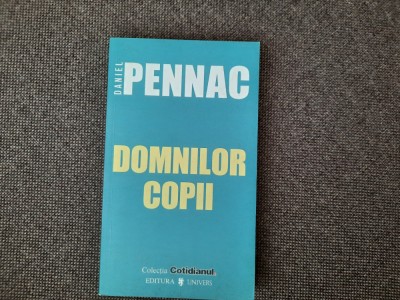 DANIEL PENNAC
DOMNILOR
COPII
Colecția Cotidianul
EDITURA UNIVERS